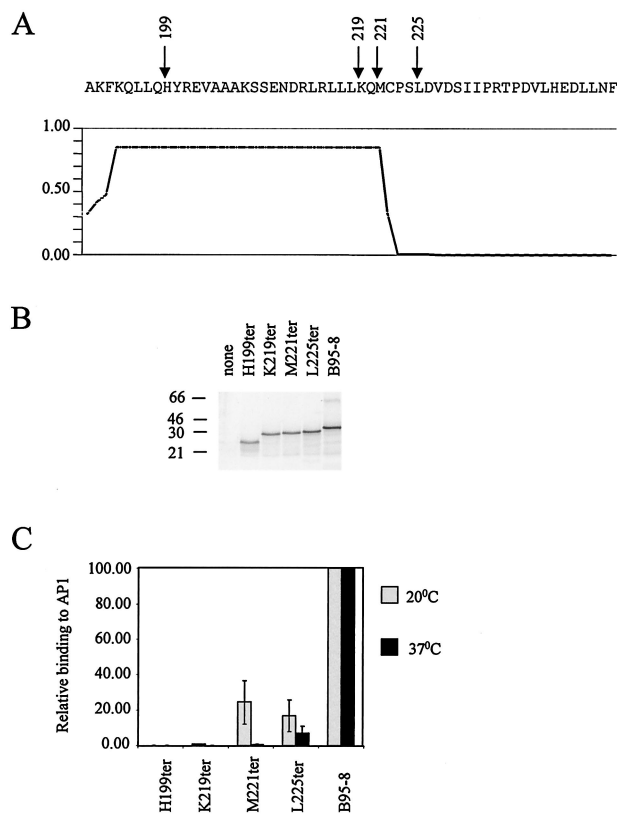 A
199
219
221
225
AKFKQLLQHYREVAAAKSSENDRLRLLLKQMCPSLDVDSIIPRTPDVLHEDLLNF
1.00
0.50
0.00
B
none
H199ter
K219ter
M221ter
L225ter
B95-8
66
46
30
21
C
Relative binding to AP1
100.00
80.00
60.00
40.00
20.00
0.00
H199ter
K219ter
M221ter
L225ter
B95-8
20⁰C
37⁰C